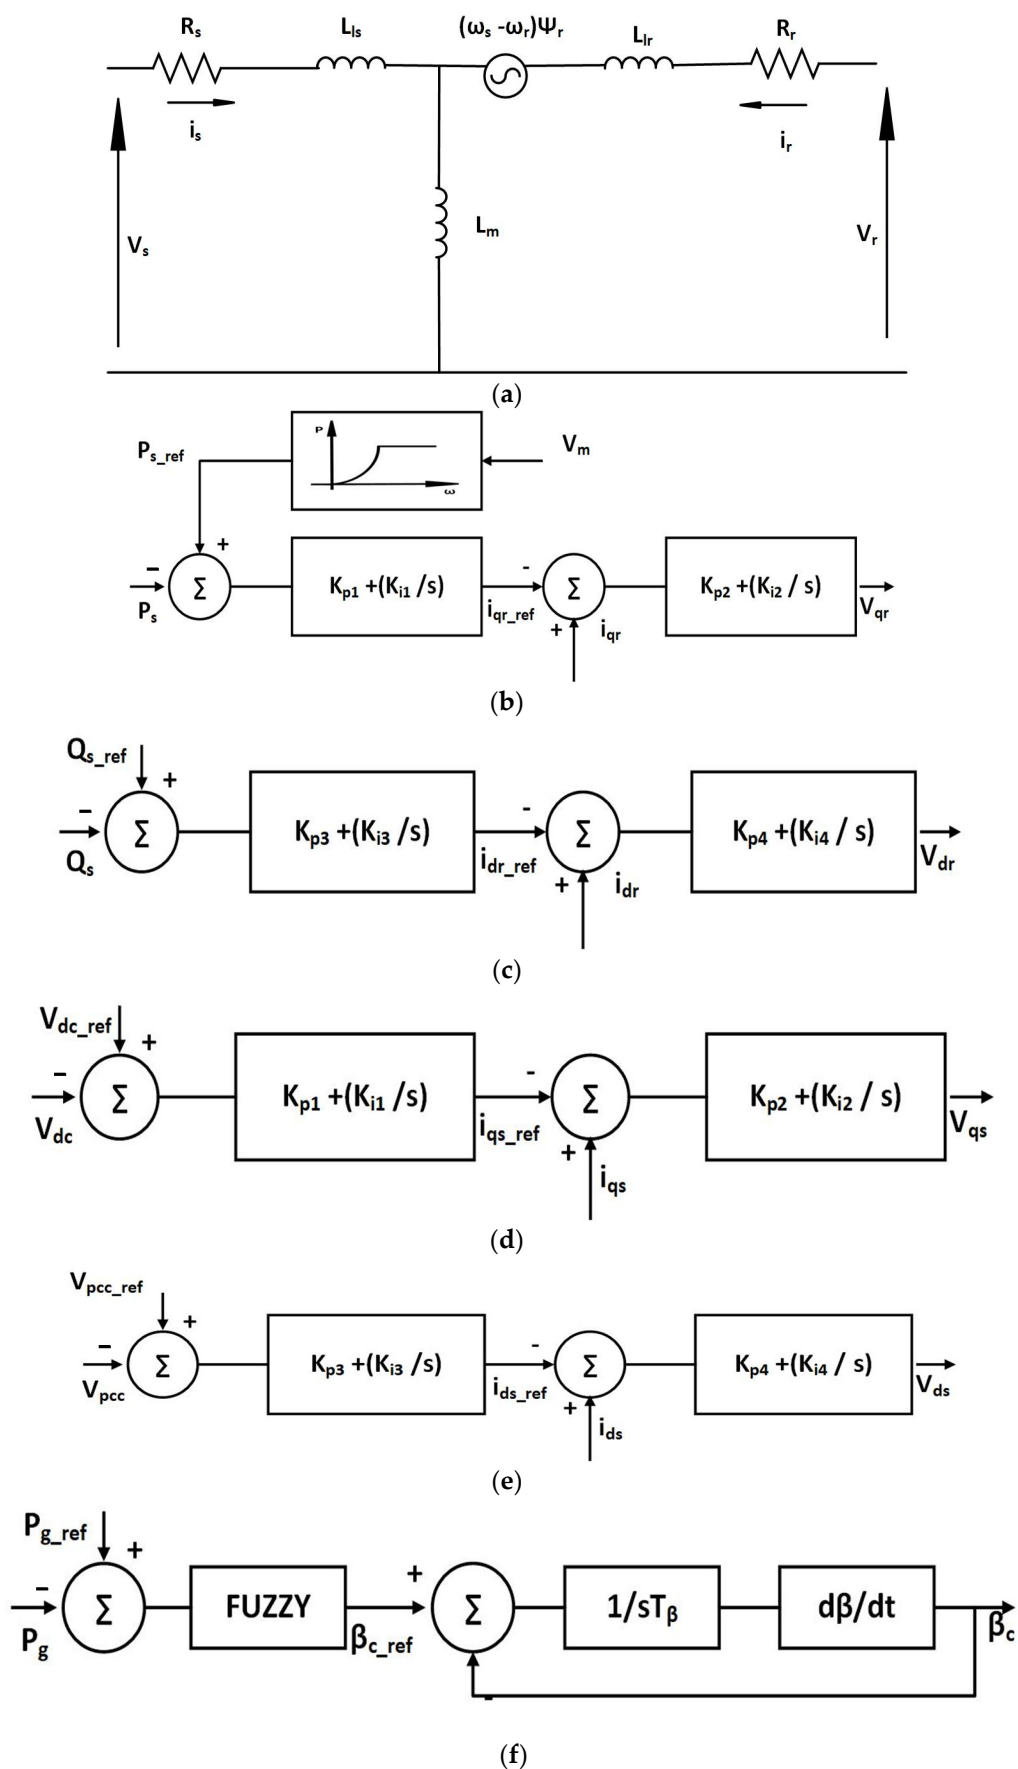 Rs Lls (ωs -ωr)Ψr Llr Rr
is ir
Vs Lm Vr
(a)
Ps_ref P ω Vm
- + Σ Kp1 +(Ki1 /s) - Σ Kp2 +(Ki2 / s)
Ps iqr_ref + iqr Vqr
(b)
Qs_ref +
- Σ Kp3 +(Ki3 /s) - Σ Kp4 +(Ki4 / s)
Qs idr_ref + idr Vdr
(c)
Vdc_ref +
- Σ Kp1 +(Ki1 /s) - Σ Kp2 +(Ki2 / s)
Vdc iqs_ref + iqs Vqs
(d)
Vpcc_ref +
- Σ Kp3 +(Ki3 /s) - Σ Kp4 +(Ki4 / s)
Vpcc ids_ref + ids Vds
(e)
Pg_ref + +
- Σ FUZZY Σ 1/sTβ dβ/dt
Pg βc_ref - βc
(f)